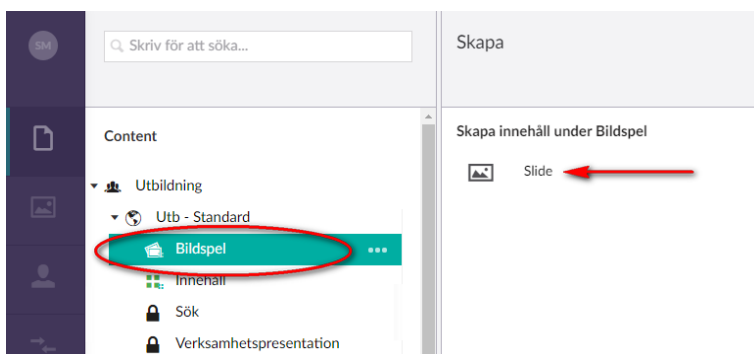 SM
Skriv för att söka...
Content
Utbildning
Utb - Standard
Bildspel
Innehåll
Sök
Verksamhetspresentation
Skapa
Skapa innehåll under Bildspel
Slide